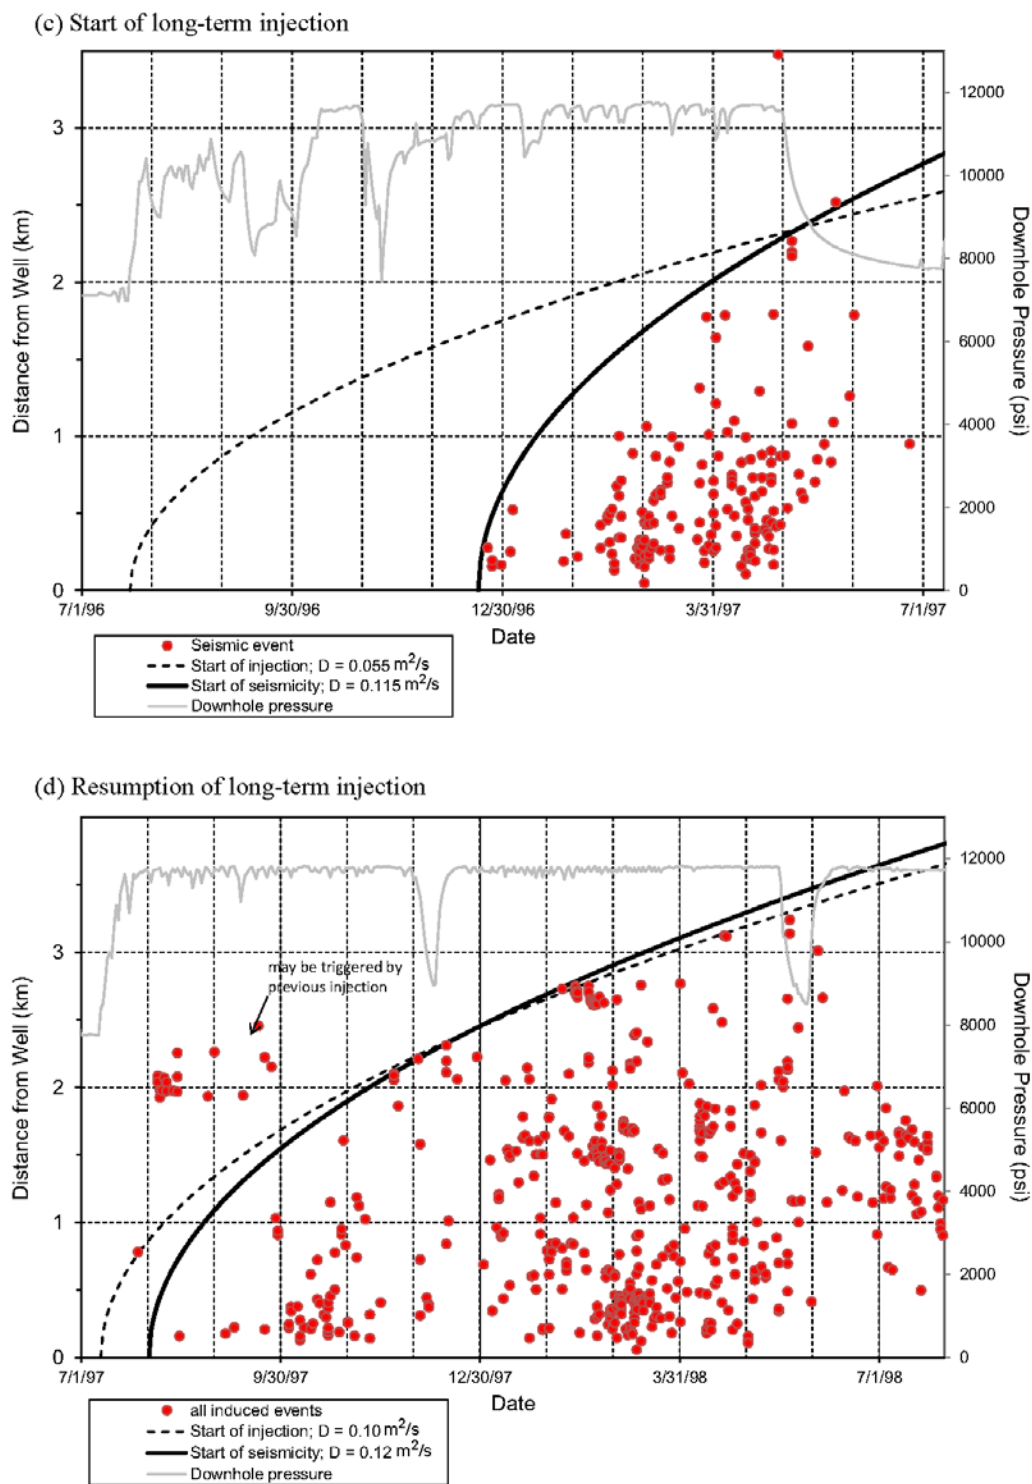 (c) Start of long-term injection
3
2
1
0
Distance from Well (km)
12000
10000
8000
6000
4000
2000
0
Downhole Pressure (psi)
7/1/96
9/30/96
12/30/96
3/31/97
7/1/97
Date
Seismic event
Start of injection; D = 0.055 m²/s
Start of seismicity; D = 0.115 m²/s
Downhole pressure
(d) Resumption of long-term injection
3
2
1
0
Distance from Well (km)
may be triggered by
previous injection
12000
10000
8000
6000
4000
2000
0
Downhole Pressure (psi)
7/1/97
9/30/97
12/30/97
3/31/98
7/1/98
Date
all induced events
Start of injection; D = 0.10 m²/s
Start of seismicity; D = 0.12 m²/s
Downhole pressure